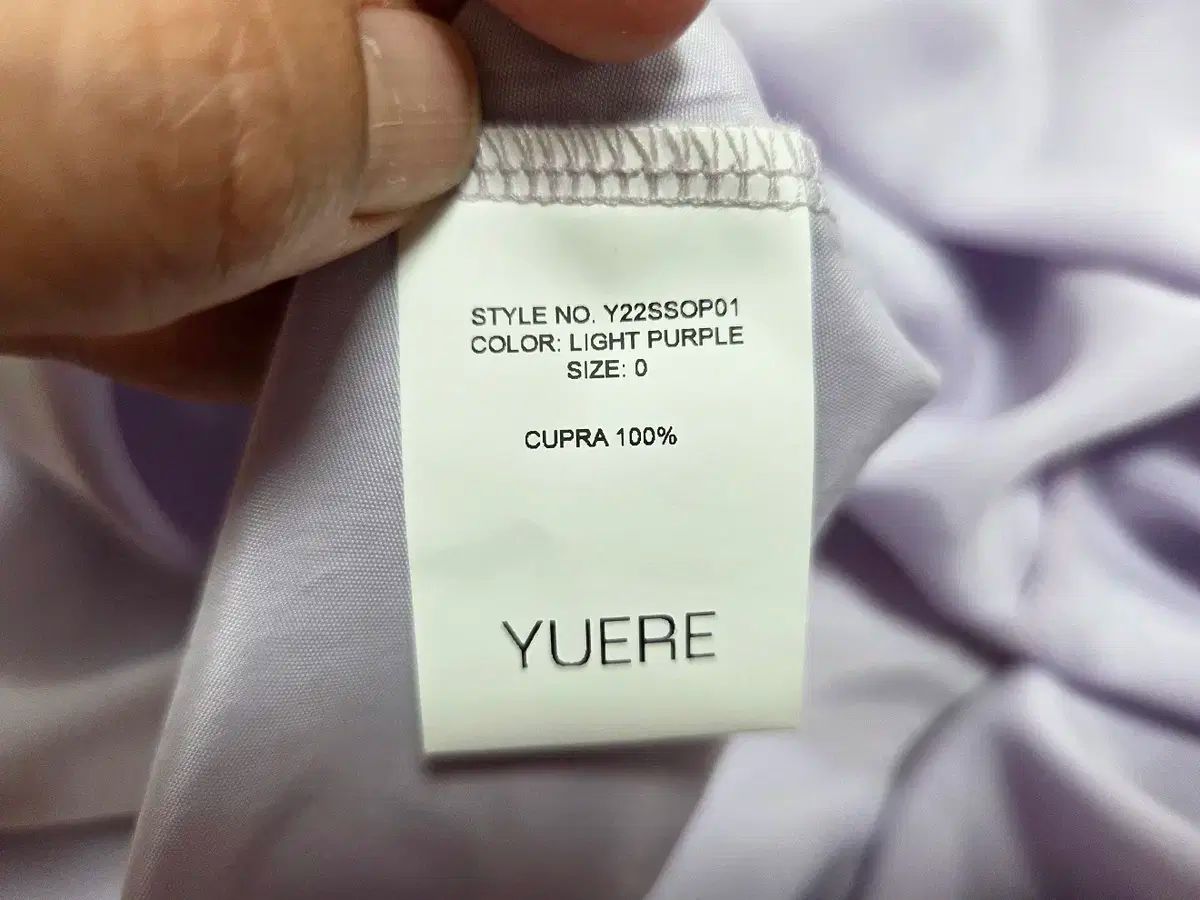 STYLE NO. Y22SSOP01
COLOR: LIGHT PURPLE
SIZE: 0
CUPRA 100%
YUERE